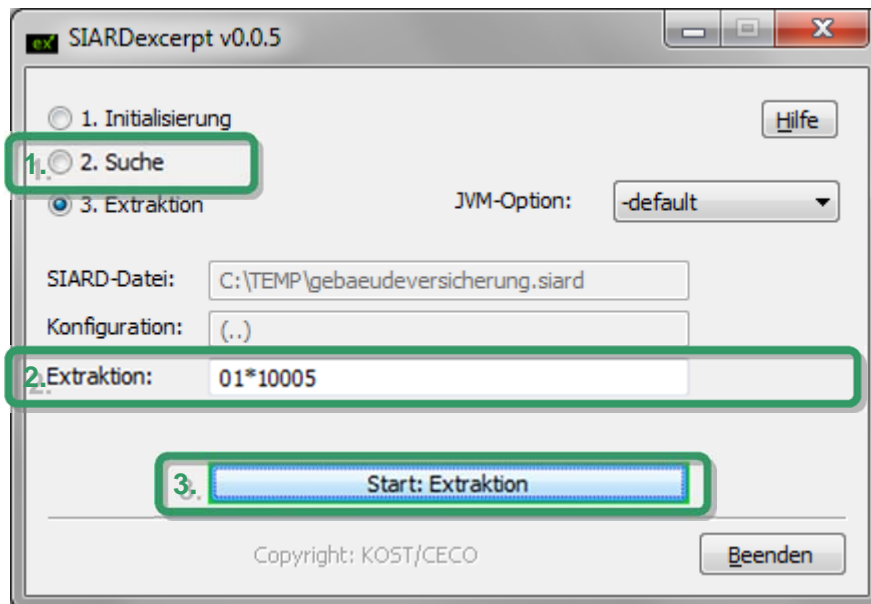 ex SIARDexcerpt v0.0.5
1. Initialisierung
Hilfe
1. 2. Suche
3. Extraktion
JVM-Option: -default
SIARD-Datei: C:\TEMP\gebaeudeversicherung.siard
Konfiguration: (..)
2. Extraktion: 01*10005
3. Start: Extraktion
Copyright: KOST/CECO
Beenden